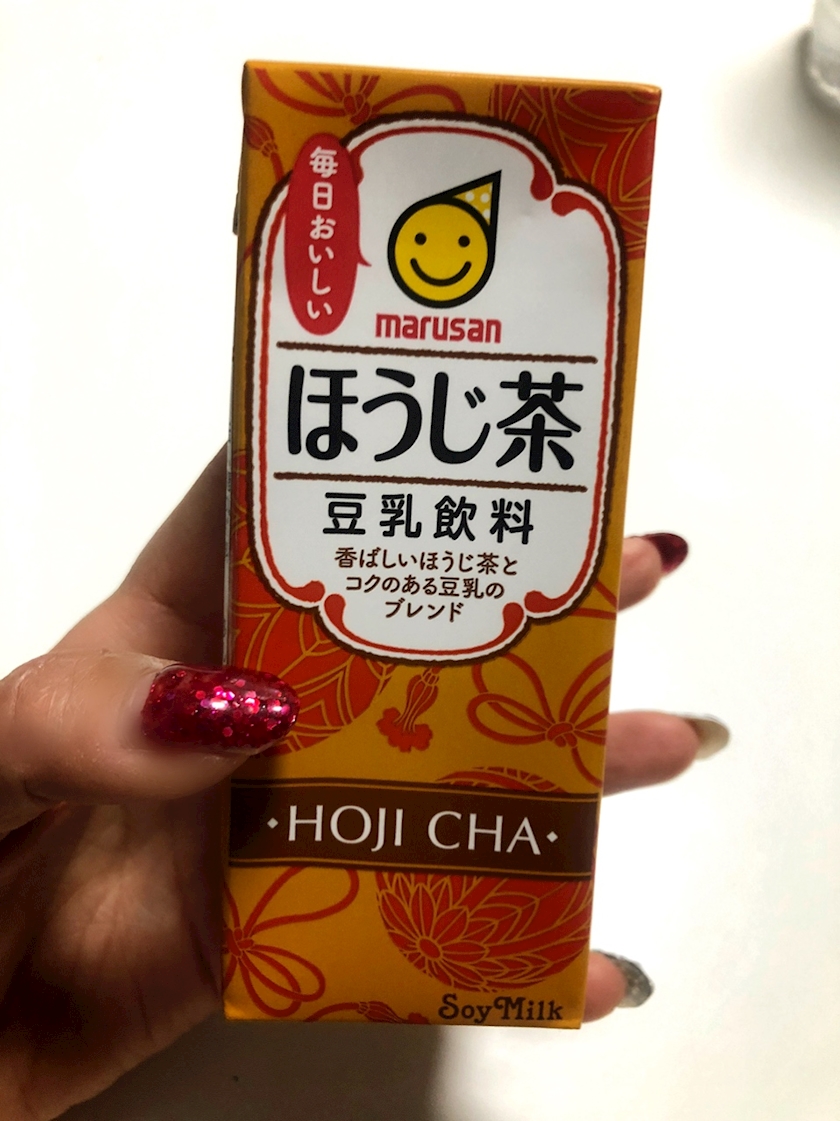 毎日おいしい
marusan
ほうじ茶
豆乳飲料
香ばしいほうじ茶と
コクのある豆乳の
ブレンド
・HOJI CHA・
Soy Milk